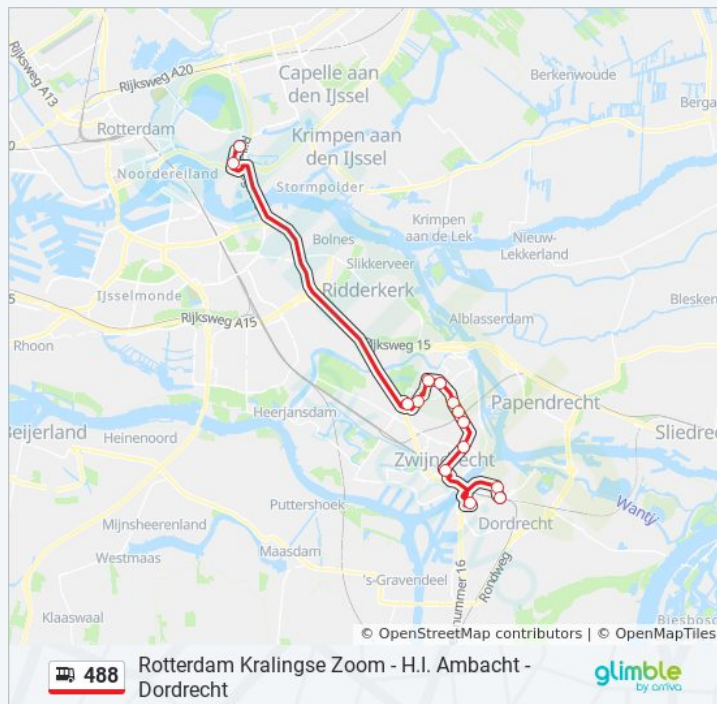 Rijksweg A20
Rijksweg A13
Capelle aan
den IJssel
Berkenwoude
Rotterdam
Krimpen aan
den IJssel
Noordereiland
Stormpolder
Krimpen
aan de Lek
Bolnes
Nieuw-
Lekkerland
Slikkerveer
IJsselmonde
Ridderkerk
Rijksweg A15
Alblasserdam
Rhoon
Rijksweg 15
Heerjansdam
Papendrecht
Beijerland
Heinenoord
Zwijndrecht
Puttershoek
Wantij
Mijnsheerenland
Dordrecht
Maasdam
Westmaas
's-Gravendeel
Rondweg
Klaaswaal
© OpenStreetMap contributors | © OpenMapTiles
488
Rotterdam Kralingse Zoom - H.I. Ambacht -
Dordrecht
glimble
by arriva